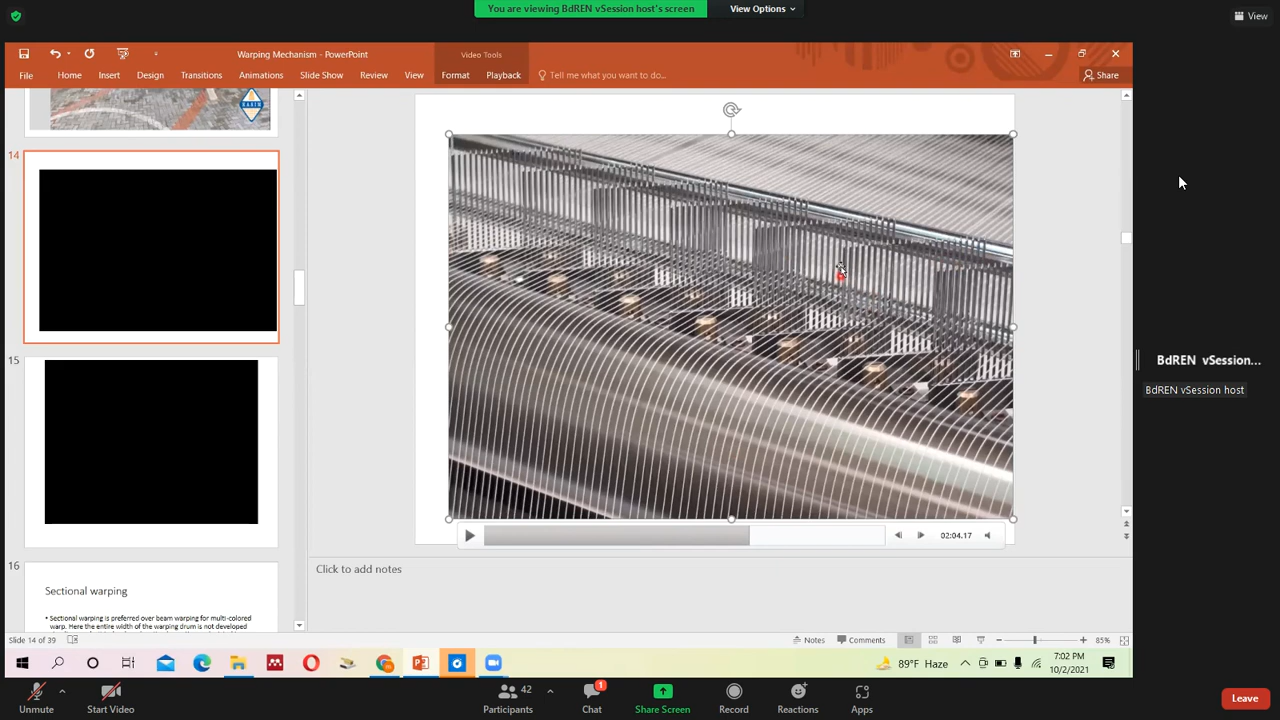 You are viewing BdREN vSession host's screen
View Options
View
Warping Mechanism - PowerPoint
Video Tools
File
Home
Insert
Design
Transitions
Animations
Slide Show
Review
View
Format
Playback
Tell me what you want to do...
Share
14
15
16
Sectional warping
• Sectional warping is preferred over beam warping for multi-colored
warp. Here the entire width of the warping drum is not developed
02:04.17
Click to add notes
BdREN vSession...
BdREN vSession host
Slide 14 of 39
Notes
Comments
85%
89°F Haze
7:02 PM
10/2/2021
Unmute
Start Video
42
Participants
1
Chat
Share Screen
Record
Reactions
Apps
Leave